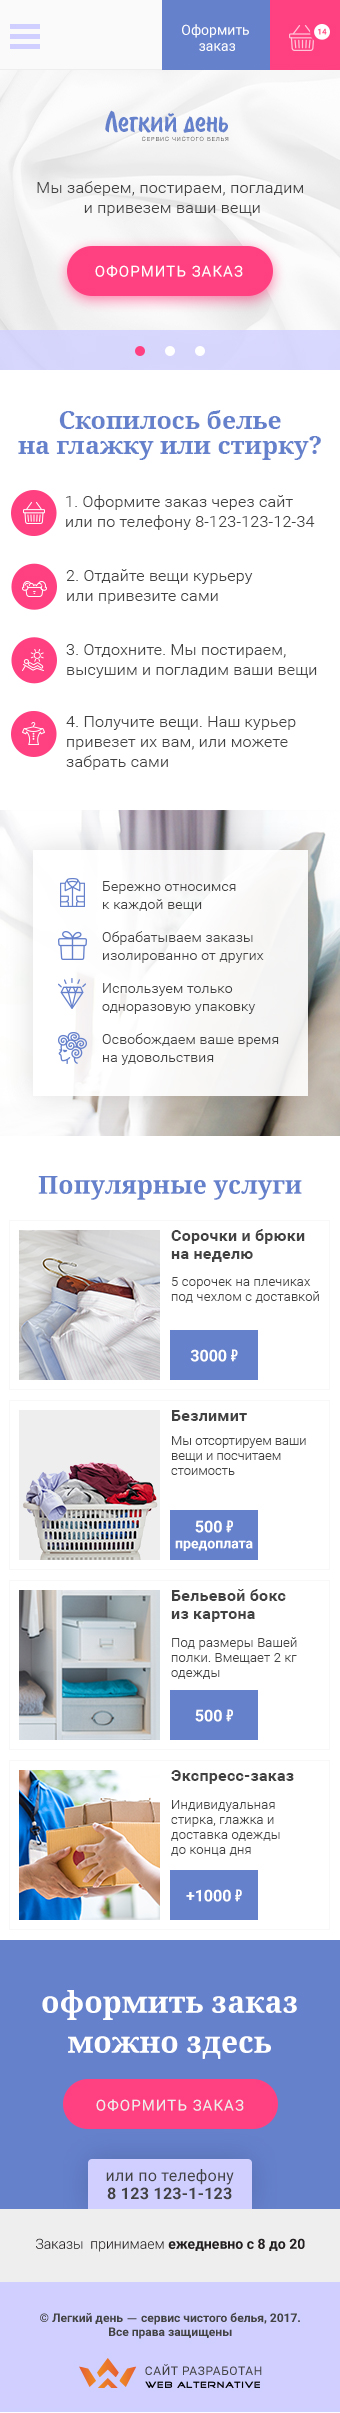 Оформить
заказ
14
Легкий день
СЕРВИС ЧИСТОГО БЕЛЬЯ
Мы заберем, постираем, погладим
и привезем ваши вещи
ОФОРМИТЬ ЗАКАЗ
Скопилось белье
на глажку или стирку?
1. Оформите заказ через сайт
или по телефону 8-123-123-12-34
2. Отдайте вещи курьеру
или привезите сами
3. Отдохните. Мы постираем,
высушим и погладим ваши вещи
4. Получите вещи. Наш курьер
привезет их вам, или можете
забрать сами
Бережно относимся
к каждой вещи
Обрабатываем заказы
изолированно от других
Используем только
одноразовую упаковку
Освобождаем ваше время
на удовольствия
Популярные услуги
Сорочки и брюки
на неделю
5 сорочек на плечиках
под чехлом с доставкой
3000 ₽
Безлимит
Мы отсортируем ваши
вещи и посчитаем
стоимость
500 ₽
предоплата
Бельевой бокс
из картона
Под размеры Вашей
полки. Вмещает 2 кг
одежды
500 ₽
Экспресс-заказ
Индивидуальная
стирка, глажка и
доставка одежды
до конца дня
+1000 ₽
оформить заказ
можно здесь
ОФОРМИТЬ ЗАКАЗ
или по телефону
8 123 123-1-123
Заказы принимаем ежедневно с 8 до 20
© Легкий день — сервис чистого белья, 2017.
Все права защищены
САЙТ РАЗРАБОТАН
WEB ALTERNATIVE